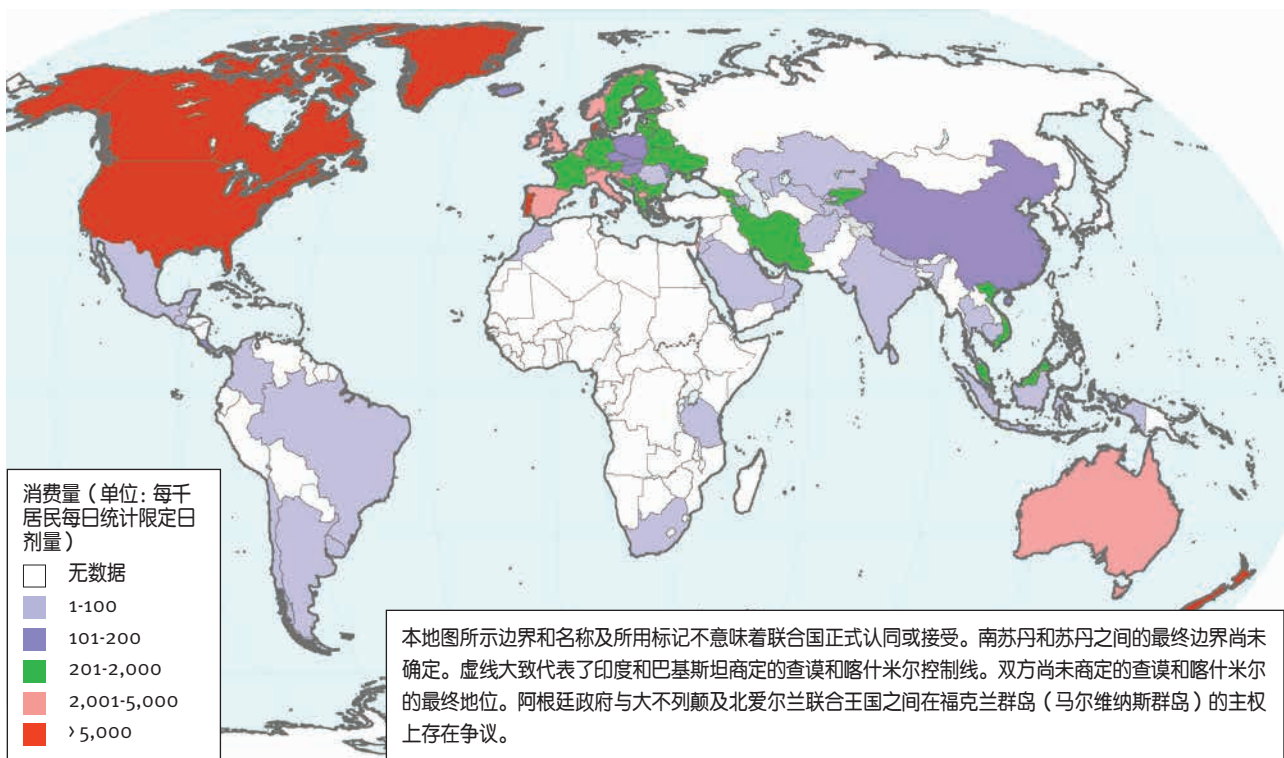 消费量（单位：每千
居民每日统计限定日
剂量）
无数据
1-100
101-200
201-2,000
2,001-5,000
› 5,000
本地图所示边界和名称及所用标记不意味着联合国正式认同或接受。南苏丹和苏丹之间的最终边界尚未
确定。虚线大致代表了印度和巴基斯坦商定的查谟和喀什米尔控制线。双方尚未商定的查谟和喀什米尔
的最终地位。阿根廷政府与大不列颠及北爱尔兰联合王国之间在福克兰群岛（马尔维纳斯群岛）的主权
上存在争议。